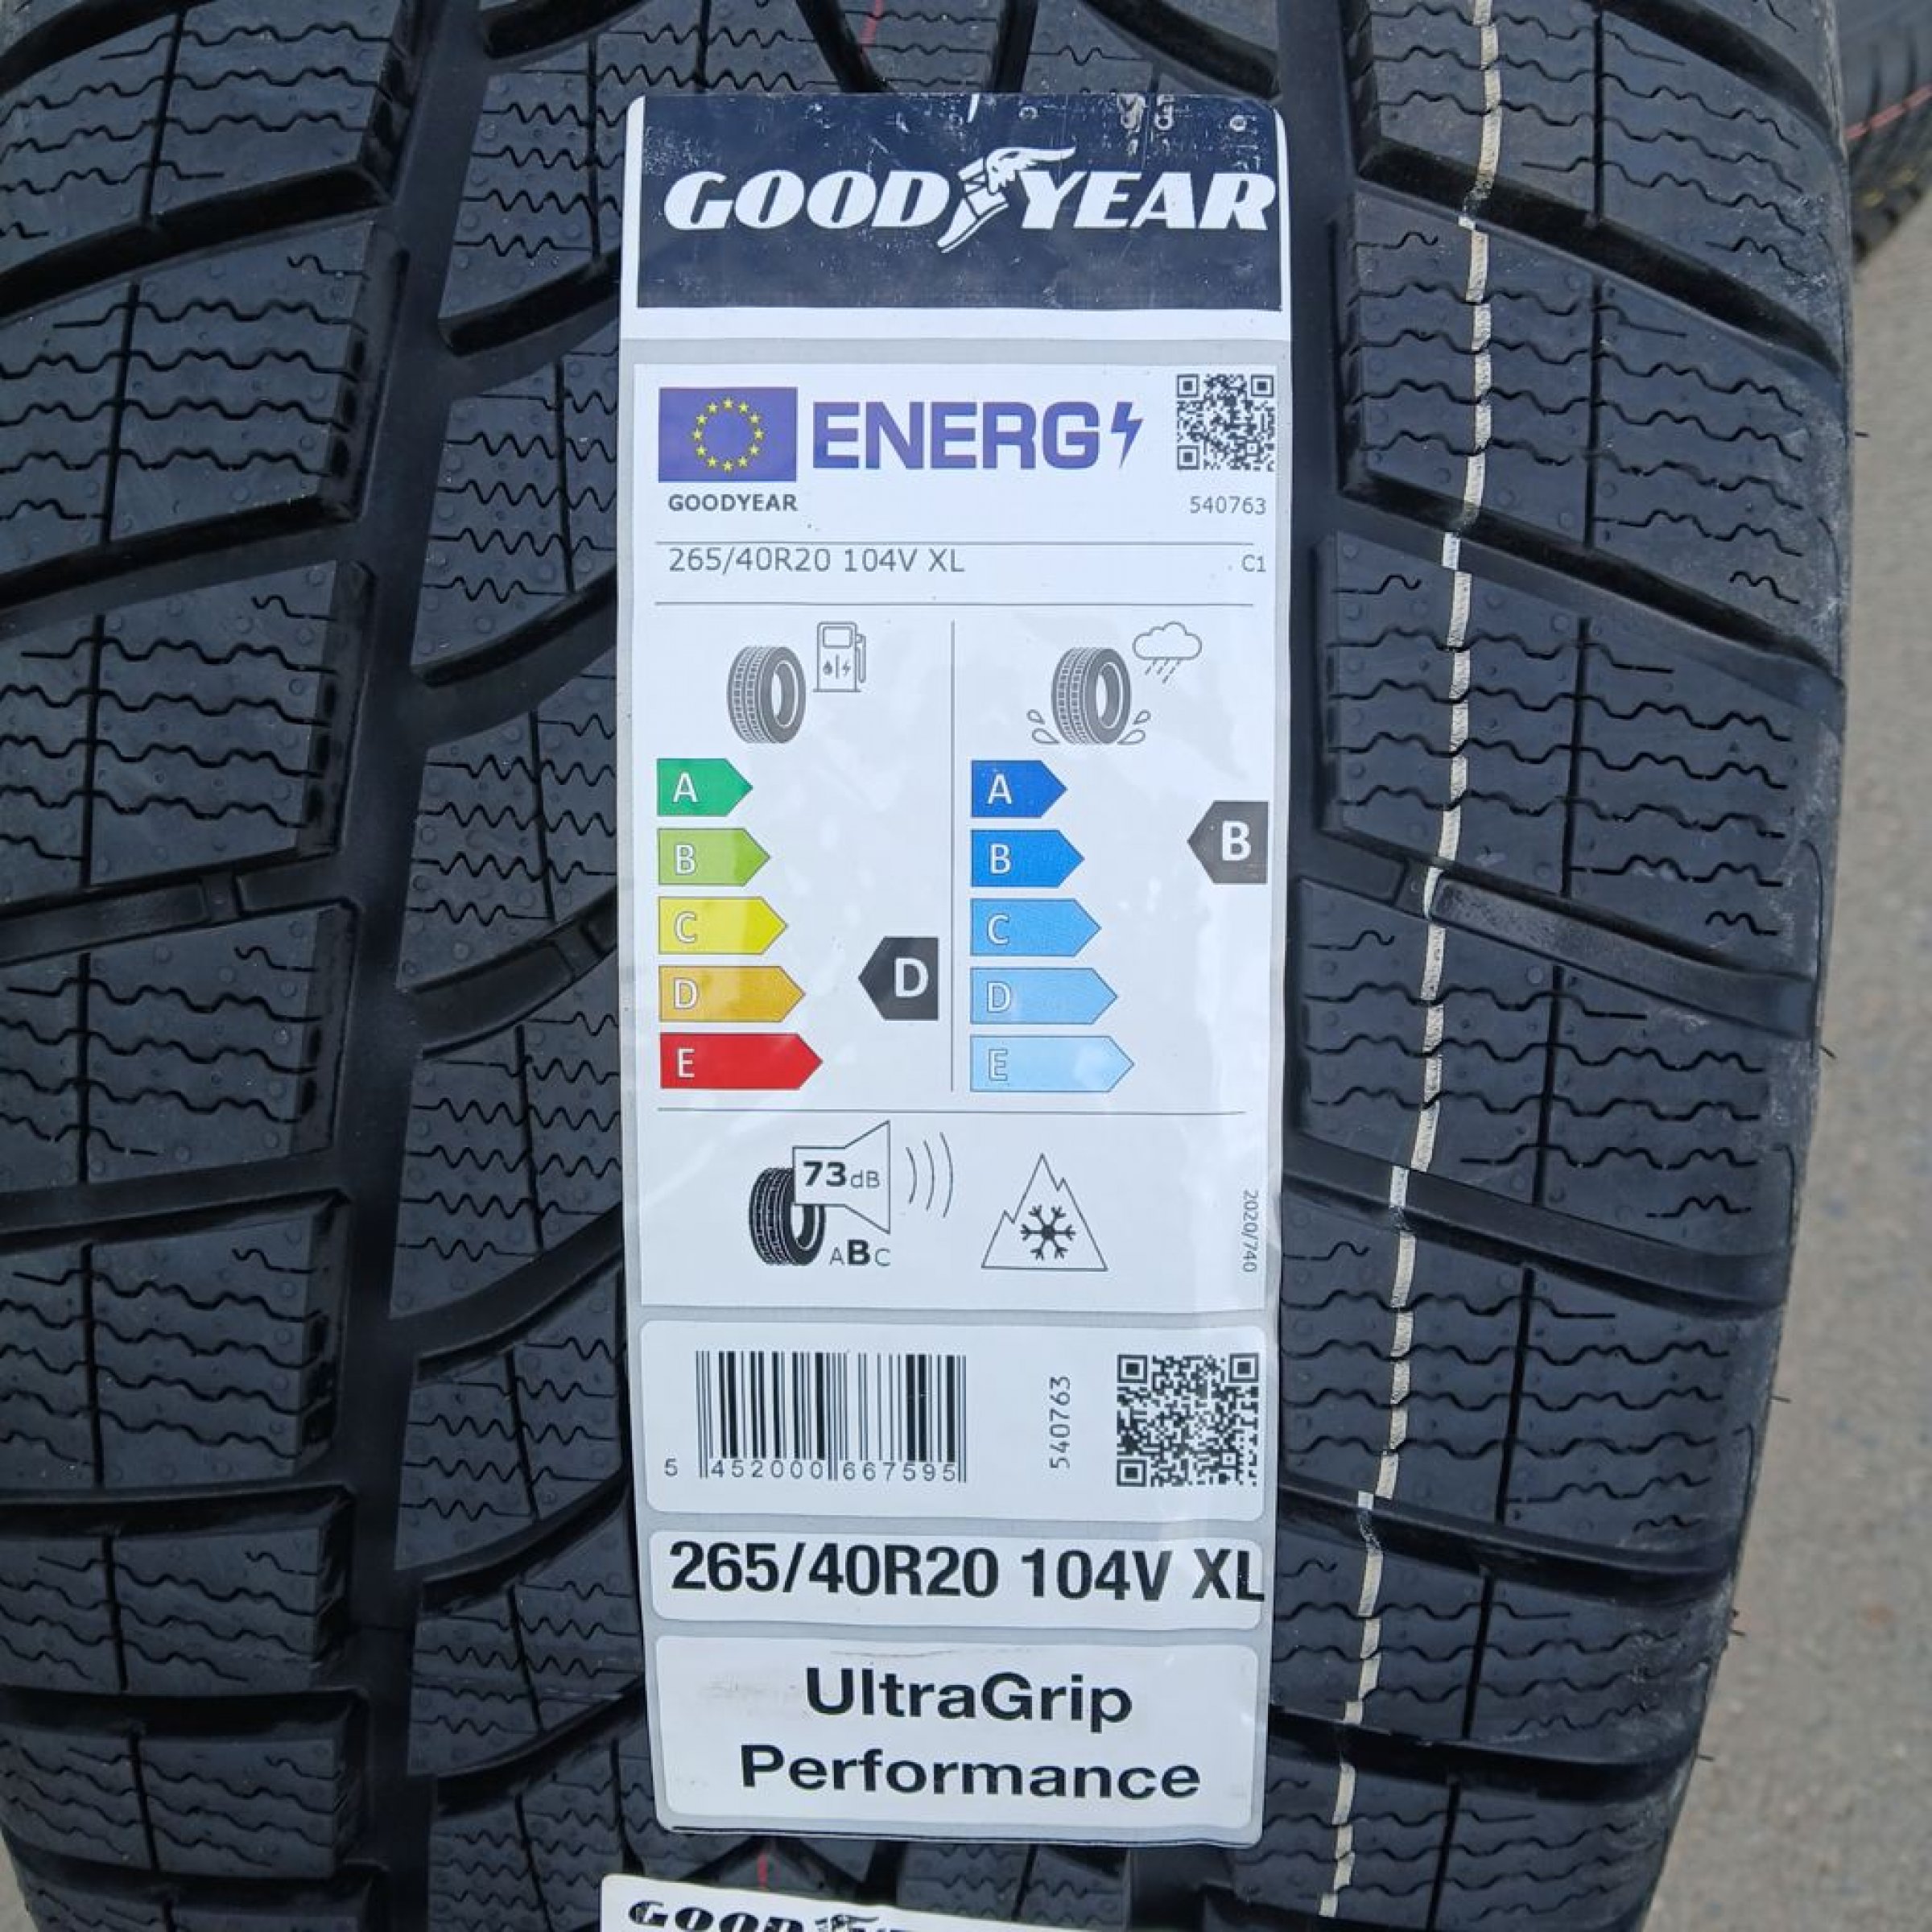 GOODYEAR
ENERG
GOODYEAR
540763
265/40R20 104V XL
C1
A
B
C
D
E
D
A
B
C
D
E
B
73dB
ABC
2020/740
5 452000 667595
540763
265/40R20 104V XL
UltraGrip
Performance
GOODYEAR